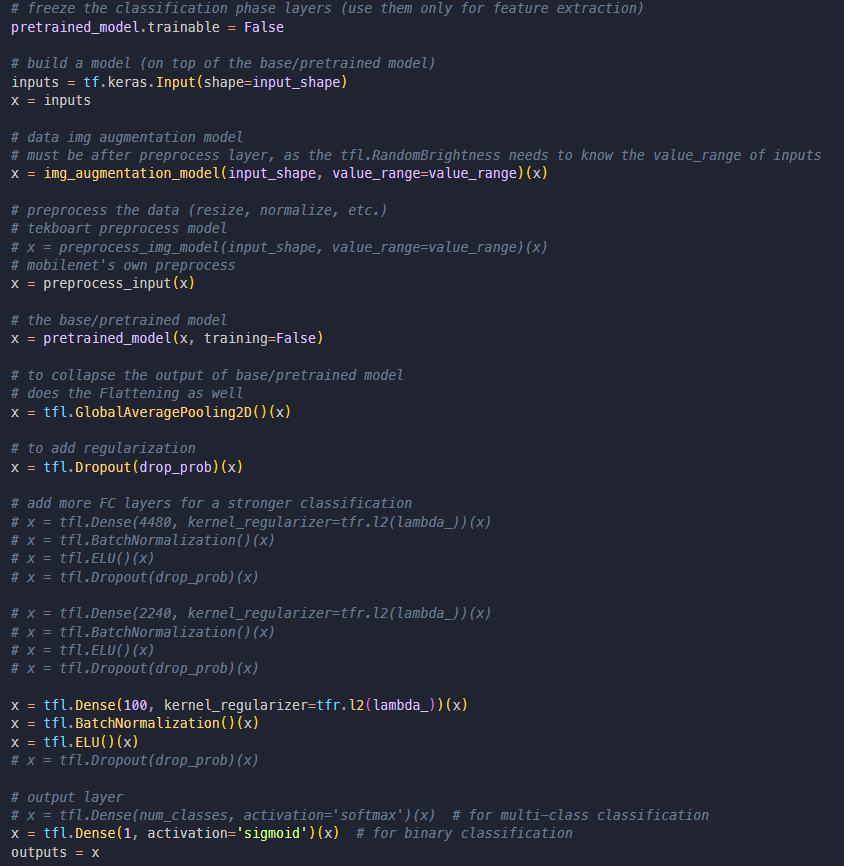 # freeze the classification phase layers (use them only for feature extraction)
pretrained_model.trainable = False
# build a model (on top of the base/pretrained model)
inputs = tf.keras.Input(shape=input_shape)
x = inputs
# data img augmentation model
# must be after preprocess layer, as the tfl.RandomBrightness needs to know the value_range of inputs
x = img_augmentation_model(input_shape, value_range=value_range)(x)
# preprocess the data (resize, normalize, etc.)
# tekboart preprocess model
# x = preprocess_img_model(input_shape, value_range=value_range)(x)
# mobilenet's own preprocess
x = preprocess_input(x)
# the base/pretrained model
x = pretrained_model(x, training=False)
# to collapse the output of base/pretrained model
# does the Flattening as well
x = tfl.GlobalAveragePooling2D()(x)
# to add regularization
x = tfl.Dropout(drop_prob)(x)
# add more FC layers for a stronger classification
# x = tfl.Dense(4480, kernel_regularizer=tfr.l2(lambda_))(x)
# x = tfl.BatchNormalization()(x)
# x = tfl.ELU()(x)
# x = tfl.Dropout(drop_prob)(x)
# x = tfl.Dense(2240, kernel_regularizer=tfr.l2(lambda_))(x)
# x = tfl.BatchNormalization()(x)
# x = tfl.ELU()(x)
# x = tfl.Dropout(drop_prob)(x)
x = tfl.Dense(100, kernel_regularizer=tfr.l2(lambda_))(x)
x = tfl.BatchNormalization()(x)
x = tfl.ELU()(x)
# x = tfl.Dropout(drop_prob)(x)
# output layer
# x = tfl.Dense(num_classes, activation='softmax')(x)  # for multi-class classification
x = tfl.Dense(1, activation='sigmoid')(x)  # for binary classification
outputs = x